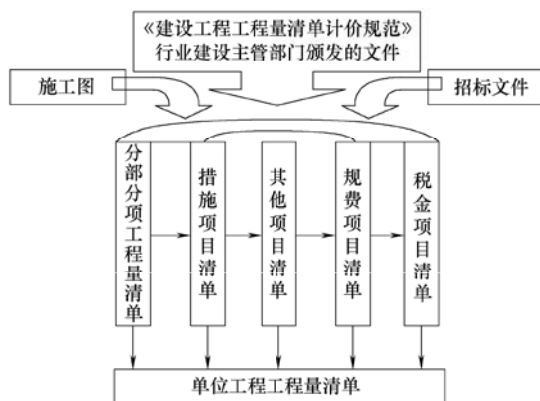 《建设工程工程量清单计价规范》
行业建设主管部门颁发的文件
施工图
招标文件
分部分项工程量清单
措施项目清单
其他项目清单
规费项目清单
税金项目清单
单位工程工程量清单